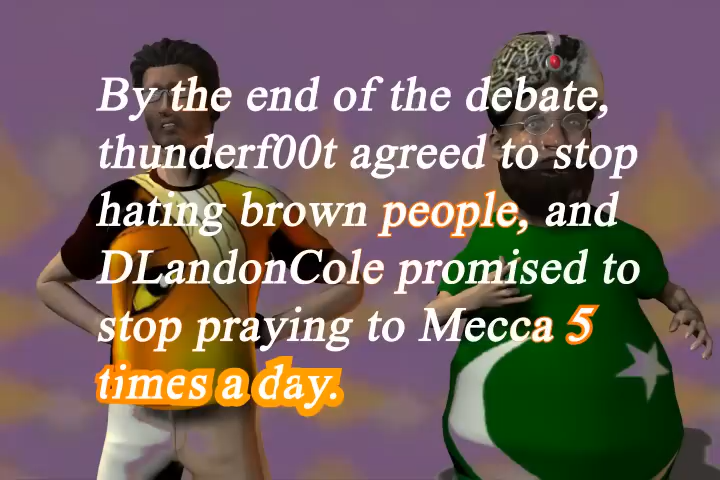 By the end of the debate,
thunderf00t agreed to stop
hating brown people, and
DLandonCole promised to
stop praying to Mecca 5
times a day.